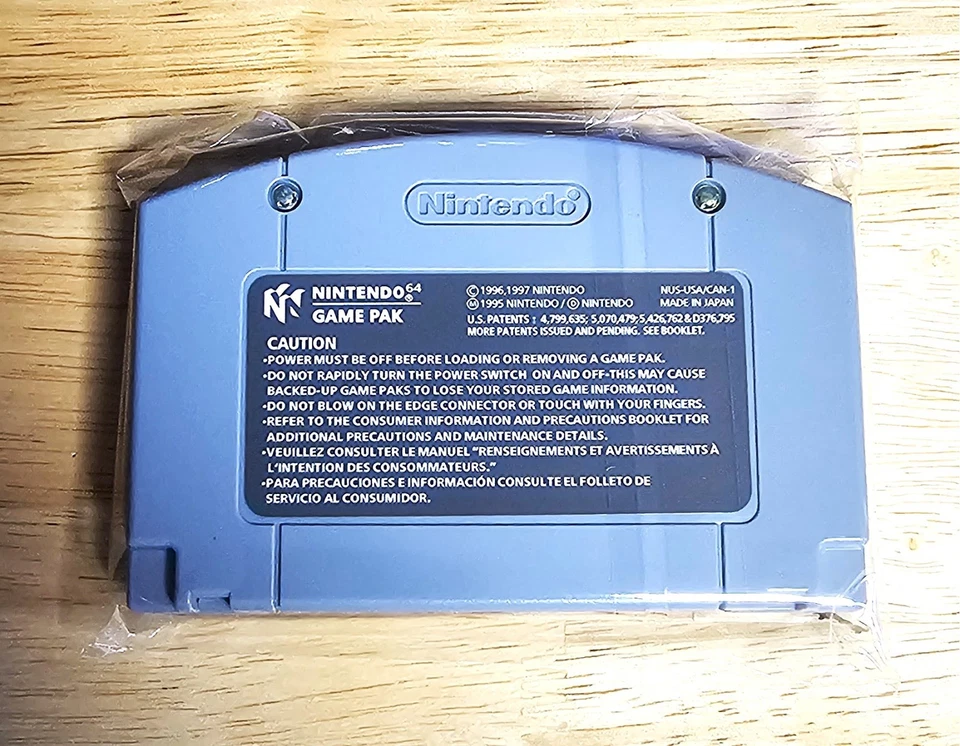 Nintendo®
NINTENDO64®
GAME PAK
©1996,1997 NINTENDO NUS-USA/CAN-1
Ⓜ1995 NINTENDO/Ⓓ NINTENDO MADE IN JAPAN
U.S. PATENTS : 4,799,635; 5,070,479;5,426,762&D376,795
MORE PATENTS ISSUED AND PENDING. SEE BOOKLET.
CAUTION
•POWER MUST BE OFF BEFORE LOADING OR REMOVING A GAME PAK.
•DO NOT RAPIDLY TURN THE POWER SWITCH ON AND OFF-THIS MAY CAUSE
BACKED-UP GAME PAKS TO LOSE YOUR STORED GAME INFORMATION.
•DO NOT BLOW ON THE EDGE CONNECTOR OR TOUCH WITH YOUR FINGERS.
•REFER TO THE CONSUMER INFORMATION AND PRECAUTIONS BOOKLET FOR
ADDITIONAL PRECAUTIONS AND MAINTENANCE DETAILS.
•VEUILLEZ CONSULTER LE MANUEL "RENSEIGNEMENTS ET AVERTISSEMENTS À
L'INTENTION DES CONSOMMATEURS."
•PARA PRECAUCIONES E INFORMACIÓN CONSULTE EL FOLLETO DE
SERVICIO AL CONSUMIDOR.